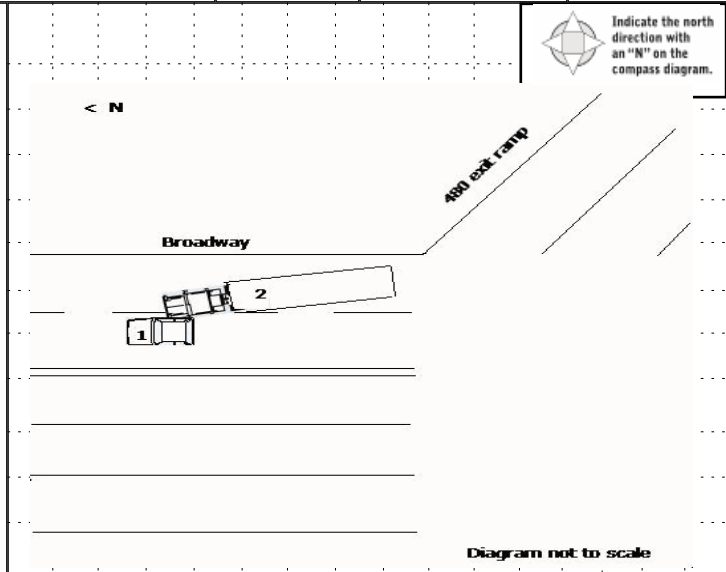 Indicate the north
direction with
an “N” on the
compass diagram.
< N
480 exit ramp
Broadway
2
1
Diagram not to scale